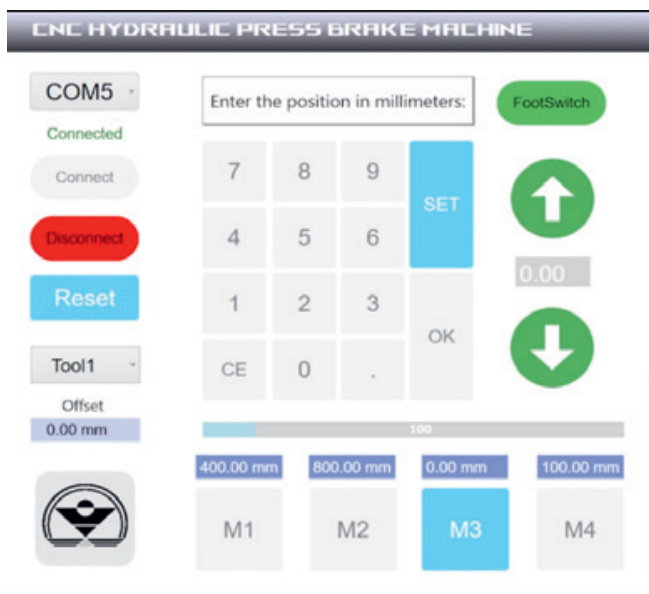 CNC HYDRAULIC PRESS BRAKE MACHINE
COM5
Connected
Connect
Disconnect
Reset
Tool1
Offset
0.00 mm
Enter the position in millimeters:
7 8 9
SET
4 5 6
1 2 3
OK
CE 0 .
FootSwitch
0.00
100
400.00 mm 800.00 mm 0.00 mm 100.00 mm
M1 M2 M3 M4